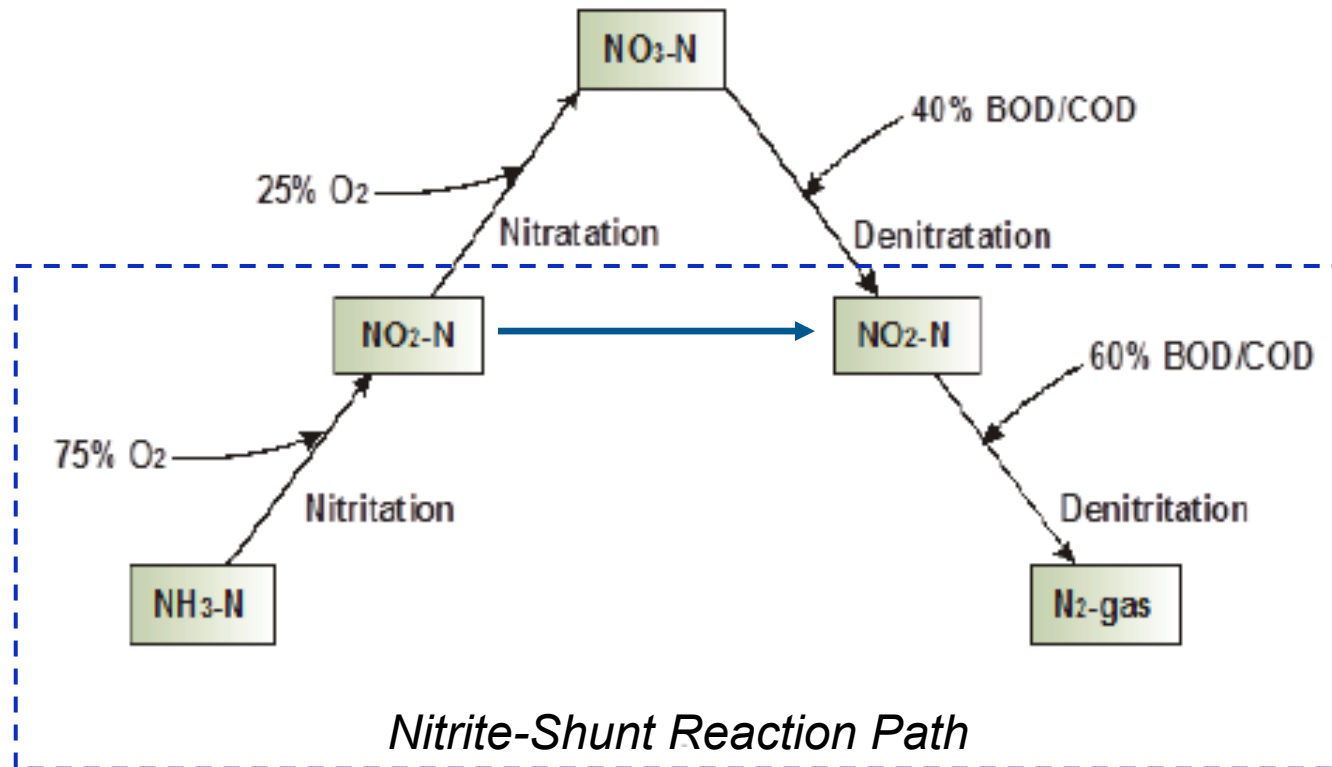 NO₃-N
40% BOD/COD
25% O₂
Nitratation
Denitratation
NO₂-N
NO₂-N
60% BOD/COD
75% O₂
Nitritation
Denitritation
NH₃-N
N₂-gas
Nitrite-Shunt Reaction Path